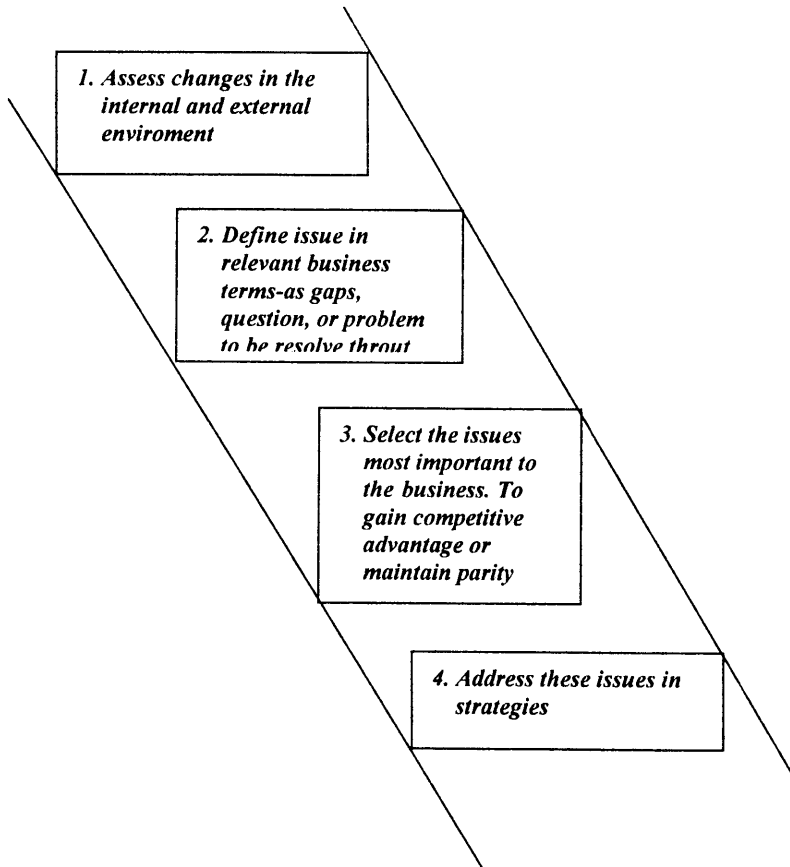 1. Assess changes in the
internal and external
enviroment
2. Define issue in
relevant business
terms-as gaps,
question, or problem
to be resolve throut
3. Select the issues
most important to
the business. To
gain competitive
advantage or
maintain parity
4. Address these issues in
strategies